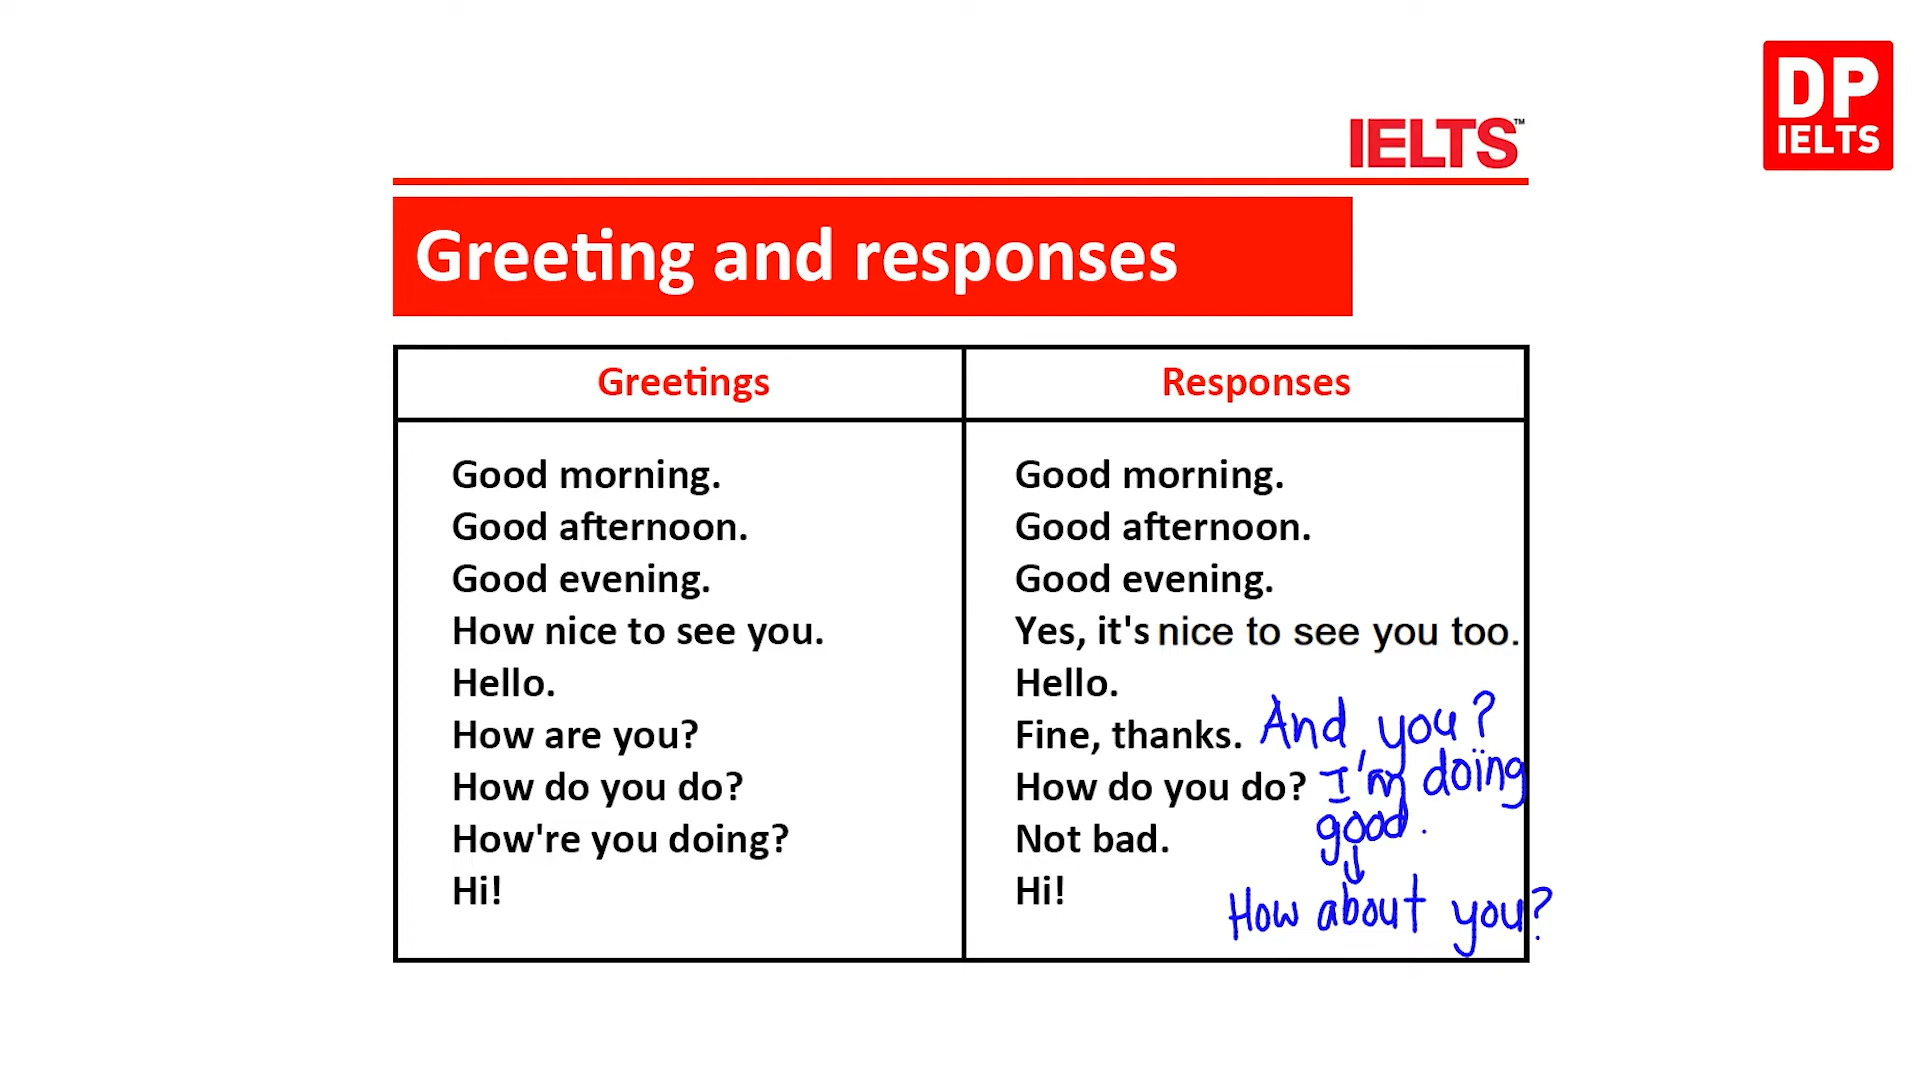 DP
IELTS
IELTS™
Greeting and responses
Greetings
Responses
Good morning.
Good afternoon.
Good evening.
How nice to see you.
Hello.
How are you?
How do you do?
How're you doing?
Hi!
Good morning.
Good afternoon.
Good evening.
Yes, it's nice to see you too.
Hello.
Fine, thanks. And you?
How do you do? I'm doing
good.
Not bad.
Hi!
How about you?